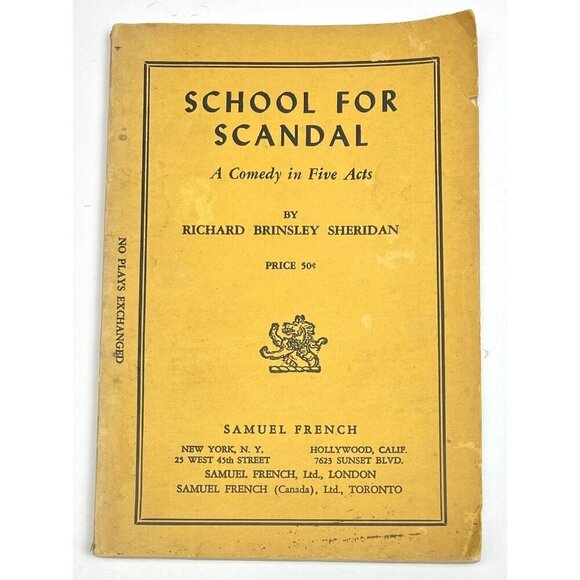 SCHOOL FOR
SCANDAL
A Comedy in Five Acts
BY
RICHARD BRINSLEY SHERIDAN
PRICE 50¢
NO PLAYS EXCHANGED
SAMUEL FRENCH
NEW YORK, N. Y. HOLLYWOOD, CALIF.
25 WEST 45th STREET 7623 SUNSET BLVD.
SAMUEL FRENCH, Ltd., LONDON
SAMUEL FRENCH (Canada), Ltd., TORONTO